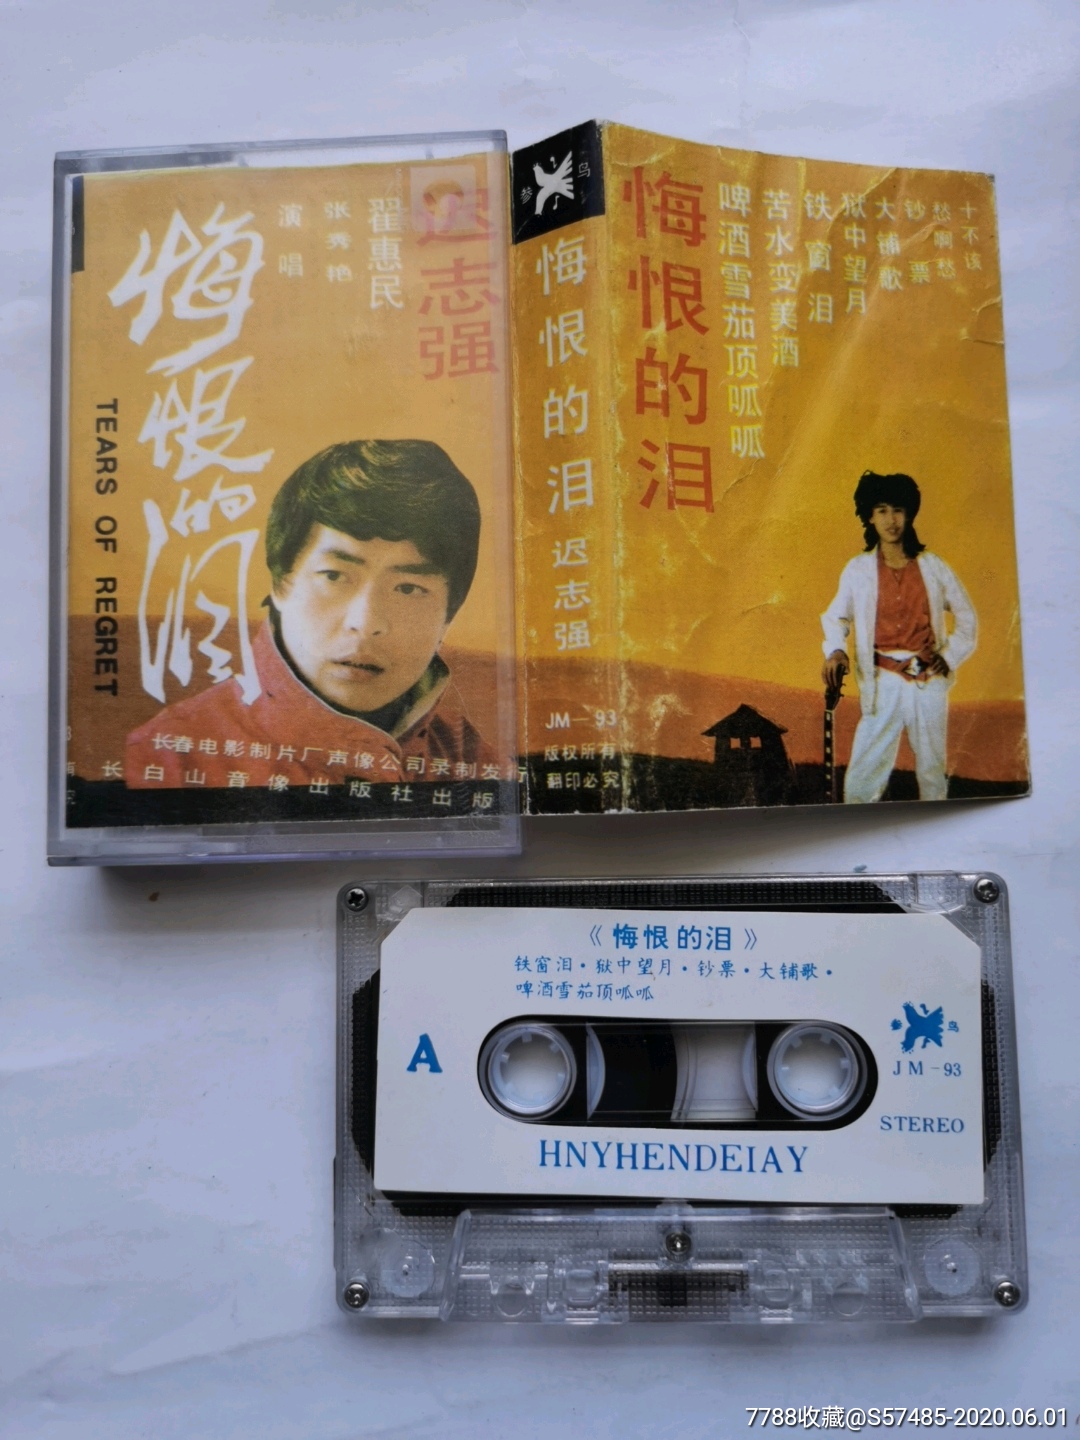 迟志强
翟惠民
张秀艳
演唱
悔恨的泪
TEARS OF REGRET
长春电影制片厂声像公司录制发行
长白山音像出版社出版
参鸟
悔恨的泪
迟志强
JM-93
版权所有
翻印必究
悔恨的泪
啤酒雪茄顶呱呱
苦水变美酒
铁窗泪
狱中望月
大铺歌
钞票
愁啊愁
十不该
《悔恨的泪》
铁窗泪·狱中望月·钞票·大铺歌·
啤酒雪茄顶呱呱
A
参鸟
JM-93
STEREO
HNYHENDEIAY
7788收藏@S57485-2020.06.01